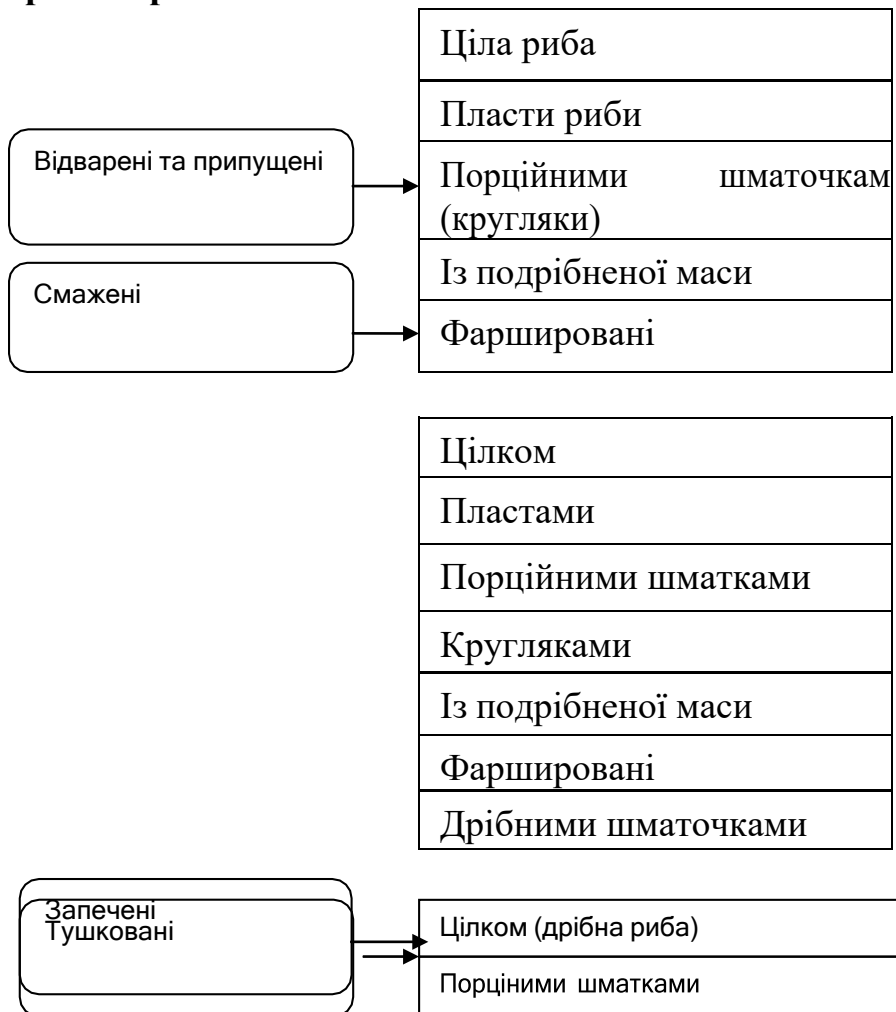 Ціла риба
Пласти риби
Відварені та припущені
Порційними шматочкам
(кругляки)
Із подрібненої маси
Смажені
Фаршировані
Цілком
Пластами
Порційними шматками
Кругляками
Із подрібненої маси
Фаршировані
Дрібними шматочками
Запечені
Тушковані
Цілком (дрібна риба)
Порціними шматками